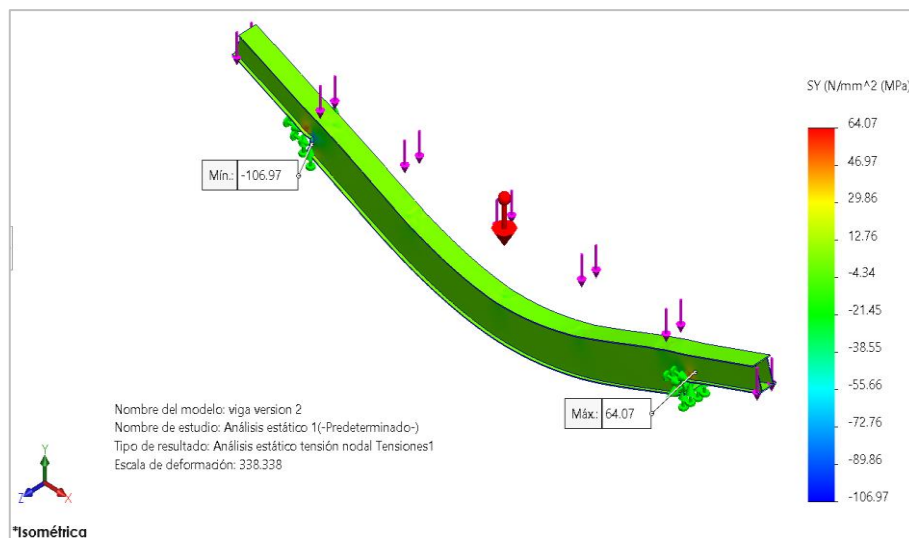 SY (N/mm^2 (MPa)
64.07
46.97
29.86
12.76
-4.34
-21.45
-38.55
-55.66
-72.76
-89.86
-106.97
Mín.: -106.97
Máx.: 64.07
Nombre del modelo: viga version 2
Nombre de estudio: Análisis estático 1(-Predeterminado-)
Tipo de resultado: Análisis estático tensión nodal Tensiones1
Escala de deformación: 338.338
Y
Z
X
*Isométrica